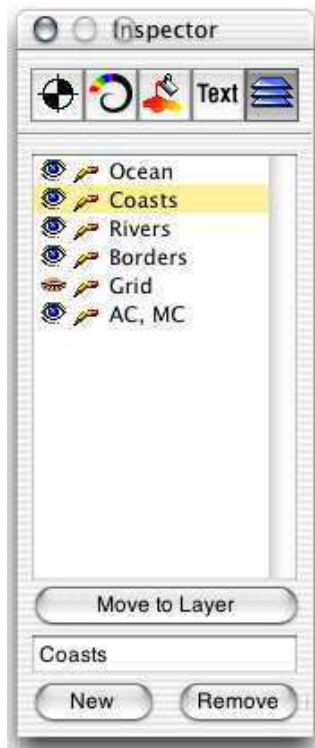 Inspector
Text
Ocean
Coasts
Rivers
Borders
Grid
AC, MC
Move to Layer
Coasts
New Remove